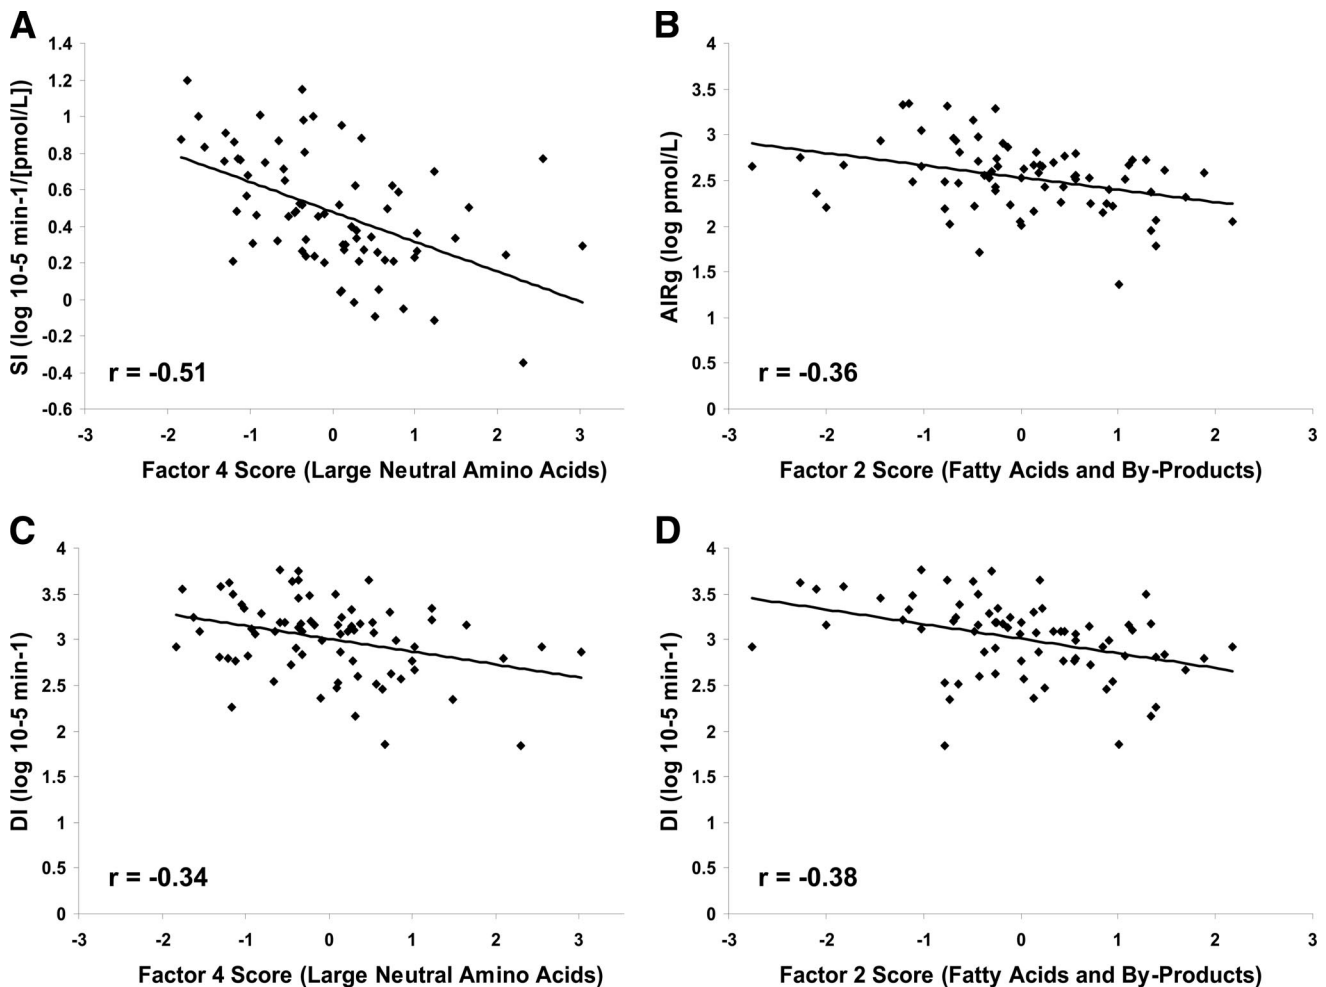 A
SI (log 10-5 min-1/[pmol/L])
1.4
1.2
1
0.8
0.6
0.4
0.2
0
-0.2
-0.4
-0.6
r = -0.51
-3 -2 -1 0 1 2 3
Factor 4 Score (Large Neutral Amino Acids)
B
AIRg (log pmol/L)
4
3.5
3
2.5
2
1.5
1
0.5
0
r = -0.36
-3 -2 -1 0 1 2 3
Factor 2 Score (Fatty Acids and By-Products)
C
DI (log 10-5 min-1)
4
3.5
3
2.5
2
1.5
1
0.5
0
r = -0.34
-3 -2 -1 0 1 2 3
Factor 4 Score (Large Neutral Amino Acids)
D
DI (log 10-5 min-1)
4
3.5
3
2.5
2
1.5
1
0.5
0
r = -0.38
-3 -2 -1 0 1 2 3
Factor 2 Score (Fatty Acids and By-Products)